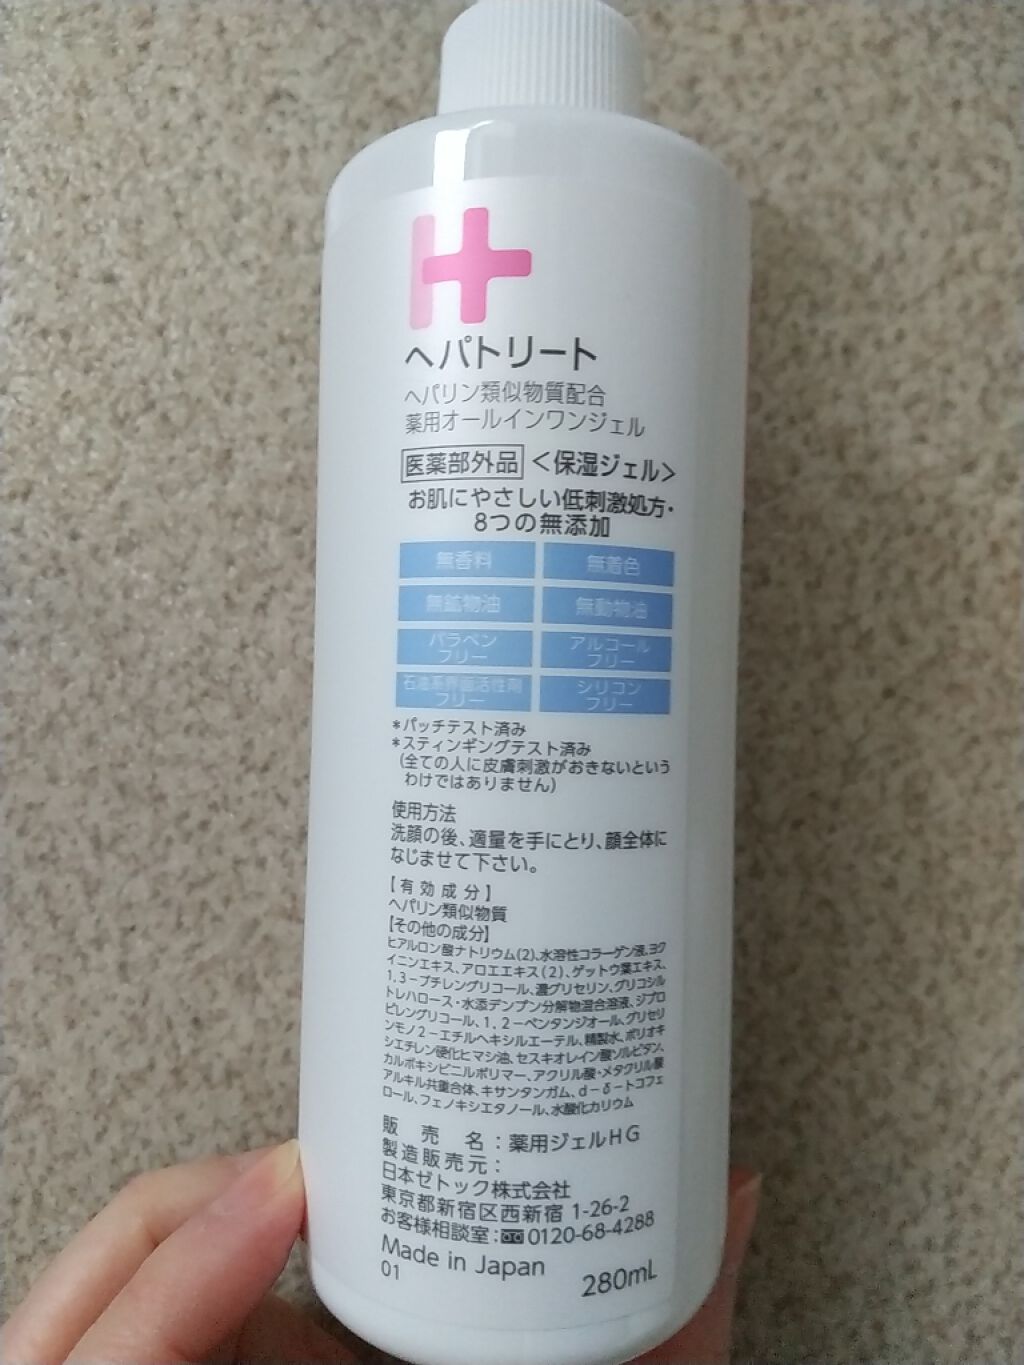 H
ヘパトリート
ヘパリン類似物質配合
薬用オールインワンジェル
医薬部外品 <保湿ジェル>
お肌にやさしい低刺激処方・
8つの無添加
無香料 無着色
無鉱物油 無動物油
パラベン
フリー
アルコール
フリー
石油系界面活性剤
フリー
シリコン
フリー
*パッチテスト済み
*スティンギングテスト済み
(全ての人に皮膚刺激がおきないという
わけではありません)
使用方法
洗顔の後、適量を手にとり、顔全体に
なじませて下さい。
【有効成分】
ヘパリン類似物質
【その他の成分】
ヒアルロン酸ナトリウム(2)、水溶性コラーゲン液、ヨク
イニンエキス、アロエエキス(2)、ゲットウ葉エキス、
1,3-ブチレングリコール、濃グリセリン、グリコシル
トレハロース・水添デンプン分解物混合溶液、ジプロ
ピレングリコール、1,2-ペンタンジオール、グリセリ
ンモノ2-エチルヘキシルエーテル、精製水、ポリオキ
シエチレン硬化ヒマシ油、セスキオレイン酸ソルビタン、
カルボキシビニルポリマー、アクリル酸・メタクリル酸
アルキル共重合体、キサンタンガム、d-δ-トコフェ
ロール、フェノキシエタノール、水酸化カリウム
販売名:薬用ジェルHG
製造販売元:
日本ゼトック株式会社
東京都新宿区西新宿 1-26-2
お客様相談室:0120-68-4288
Made in Japan
01 280mL